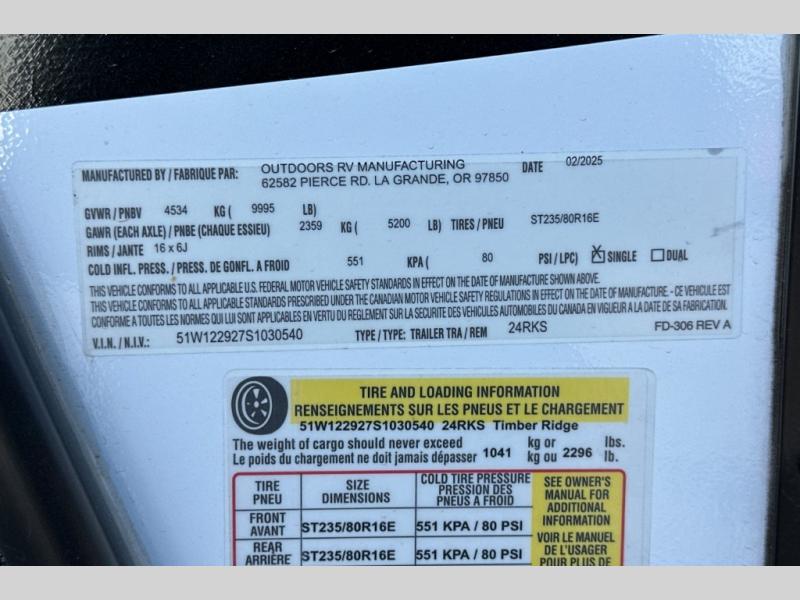 MANUFACTURED BY / FABRIQUE PAR: OUTDOORS RV MANUFACTURING DATE 02/2025
62582 PIERCE RD. LA GRANDE, OR 97850
GVWR / PNBV 4534 KG ( 9995 LB)
GAWR (EACH AXLE) / PNBE (CHAQUE ESSIEU) 2359 KG ( 5200 LB) TIRES / PNEU ST235/80R16E
RIMS / JANTE 16 x 6J
COLD INFL. PRESS. / PRESS. DE GONFL. A FROID 551 KPA ( 80 PSI / LPC) X SINGLE DUAL
THIS VEHICLE CONFORMS TO ALL APPLICABLE U.S. FEDERAL MOTOR VEHICLE SAFETY STANDARDS IN EFFECT ON THE DATE OF MANUFACTURE SHOWN ABOVE.
THIS VEHICLE CONFORMS TO ALL APPLICABLE STANDARDS PRESCRIBED UNDER THE CANADIAN MOTOR VEHICLE SAFETY REGULATIONS IN EFFECT ON THE DATE OF MANUFACTURE. - CE VEHICULE EST
CONFORME A TOUTES LES NORMES QUI LUI SONT APPLICABLES EN VERTU DU REGLEMENT SUR LA SECURITE DES VEHICULES AUTOMOBILES DU CANADA EN VIGUEUR A LA DATE DE SA FABRICATION.
V.I.N. / N.I.V.: 51W122927S1030540 TYPE / TYPE: TRAILER TRA / REM 24RKS FD-306 REV A
TIRE AND LOADING INFORMATION
RENSEIGNEMENTS SUR LES PNEUS ET LE CHARGEMENT
51W122927S1030540 24RKS Timber Ridge
The weight of cargo should never exceed kg or lbs.
Le poids du chargement ne doit jamais dépasser 1041 kg ou 2296 lb.
TIRE
PNEU
SIZE
DIMENSIONS
COLD TIRE PRESSURE
PRESSION DES
PNEUS A FROID
SEE OWNER'S
MANUAL FOR
ADDITIONAL
INFORMATION
VOIR LE MANUEL
DE L'USAGER
POUR PLUS DE
FRONT
AVANT
ST235/80R16E
551 KPA / 80 PSI
REAR
ARRIÈRE
ST235/80R16E
551 KPA / 80 PSI